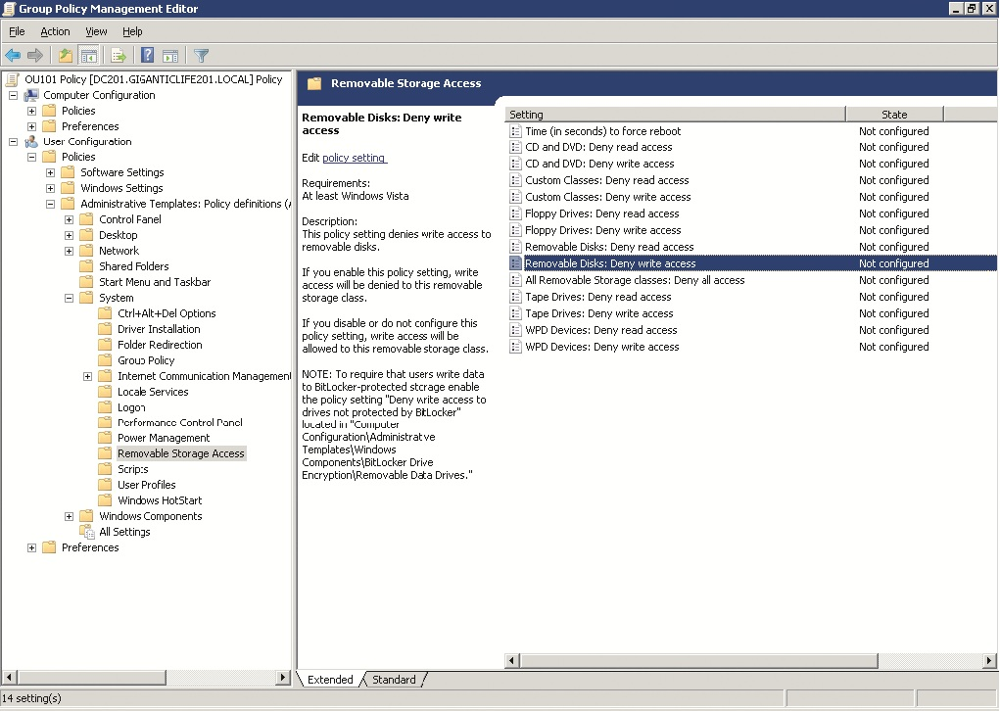 Group Policy Management Editor
File Action View Help
OU101 Policy [DC201.GIGANTICLIFE201.LOCAL] Policy
Computer Configuration
Policies
Preferences
User Configuration
Policies
Software Settings
Windows Settings
Administrative Templates: Policy definitions (A
Control Panel
Desktop
Network
Shared Folders
Start Menu and Taskbar
System
Ctrl+Alt+Del Options
Driver Installation
Folder Redirection
Group Policy
Internet Communication Management
Locale Services
Logon
Performance Control Panel
Power Management
Removable Storage Access
Scripts
User Profiles
Windows HotStart
Windows Components
All Settings
Preferences
Removable Storage Access
Removable Disks: Deny write
access
Edit policy setting
Requirements:
At least Windows Vista
Description:
This policy setting denies write access to
removable disks.
If you enable this policy setting, write
access will be denied to this removable
storage class.
If you disable or do not configure this
policy setting, write access will be
allowed to this removable storage class.
NOTE: To require that users write data
to BitLocker-protected storage enable
the policy setting "Deny write access to
drives not protected by BitLocker"
located in "Computer
Configuration\Administrative
Templates\Windows
Components\BitLocker Drive
Encryption\Removable Data Drives."
Setting State
Time (in seconds) to force reboot Not configured
CD and DVD: Deny read access Not configured
CD and DVD: Deny write access Not configured
Custom Classes: Deny read access Not configured
Custom Classes: Deny write access Not configured
Floppy Drives: Deny read access Not configured
Floppy Drives: Deny write access Not configured
Removable Disks: Deny read access Not configured
Removable Disks: Deny write access Not configured
All Removable Storage classes: Deny all access Not configured
Tape Drives: Deny read access Not configured
Tape Drives: Deny write access Not configured
WPD Devices: Deny read access Not configured
WPD Devices: Deny write access Not configured
Extended Standard
14 setting(s)